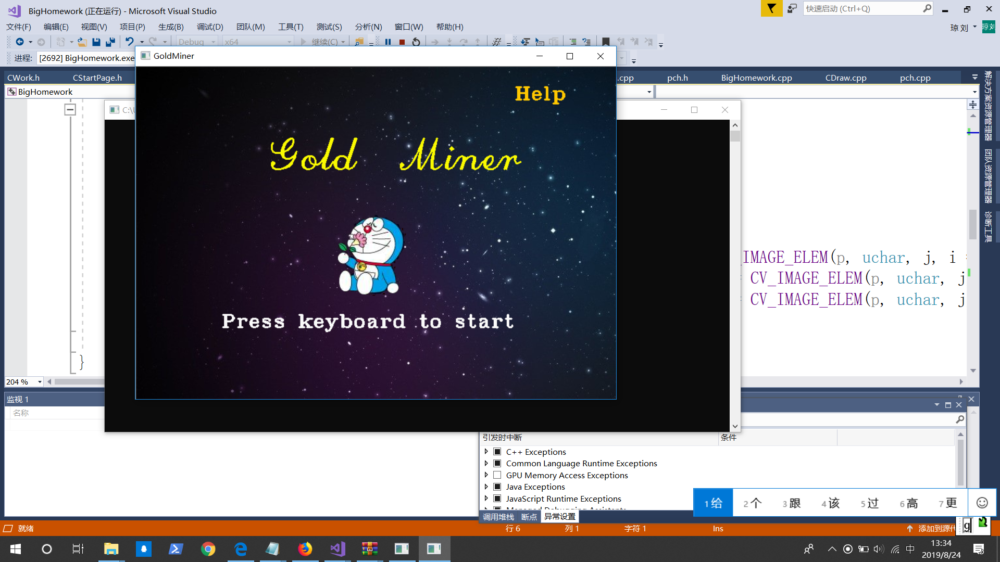 BigHomework (正在运行) - Microsoft Visual Studio
快速启动 (Ctrl+Q)
文件(F) 编辑(E) 视图(V) 项目(P) 生成(B) 调试(D) 团队(M) 工具(T) 测试(S) 分析(N) 窗口(W) 帮助(H)
琼 刘
琼刘
Debug x64 继续(C)
进程: [2692] BigHomework.exe
GoldMiner
CWork.h CStartPage.h .cpp pch.h BigHomework.cpp CDraw.cpp pch.cpp
BigHomework
C:\
解决方案资源管理器
团队资源管理器
诊断工具
Help
Gold Miner
Press keyboard to start
_IMAGE_ELEM(p, uchar, j, i
CV_IMAGE_ELEM(p, uchar, j
CV_IMAGE_ELEM(p, uchar, j
}
204 %
监视 1
名称
引发时中断 条件
C++ Exceptions
Common Language Runtime Exceptions
GPU Memory Access Exceptions
Java Exceptions
JavaScript Runtime Exceptions
Managed Debugging Assistants
调用堆栈 断点 异常设置
1 给 2 个 3 跟 4 该 5 过 6 高 7 更
g
就绪 行 6 列 1 字符 1 Ins 添加到源代
中
13:34
2019/8/24